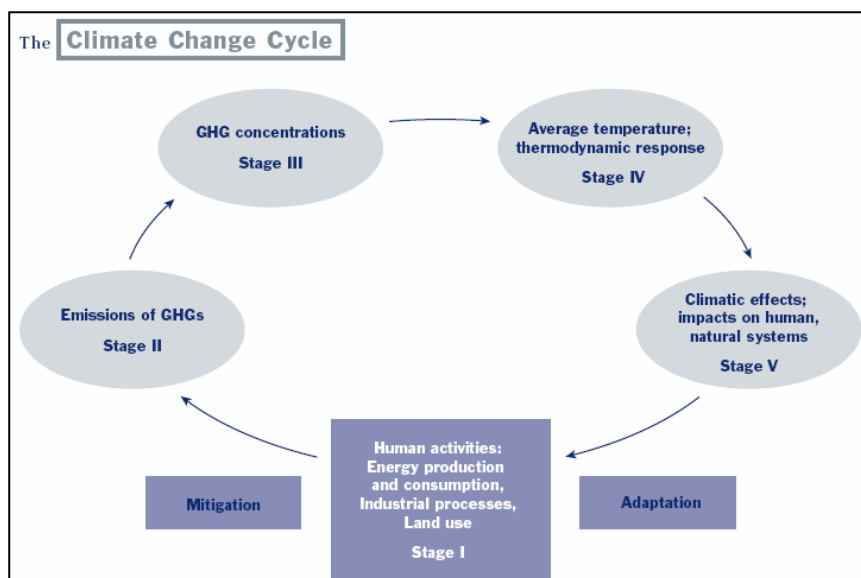 The Climate Change Cycle
GHG concentrations
Stage III
Average temperature;
thermodynamic response
Stage IV
Emissions of GHGs
Stage II
Climatic effects;
impacts on human,
natural systems
Stage V
Mitigation
Human activities:
Energy production
and consumption,
Industrial processes,
Land use
Stage I
Adaptation